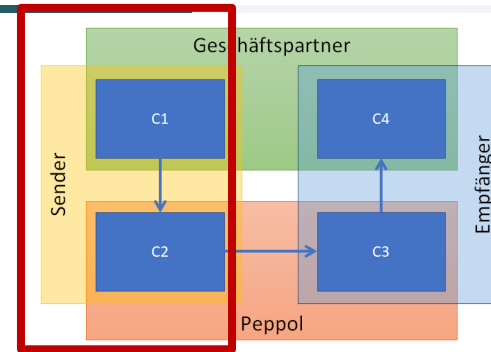 Geschäftspartner
C1
C4
Sender
Empfänger
C2
C3
Peppol